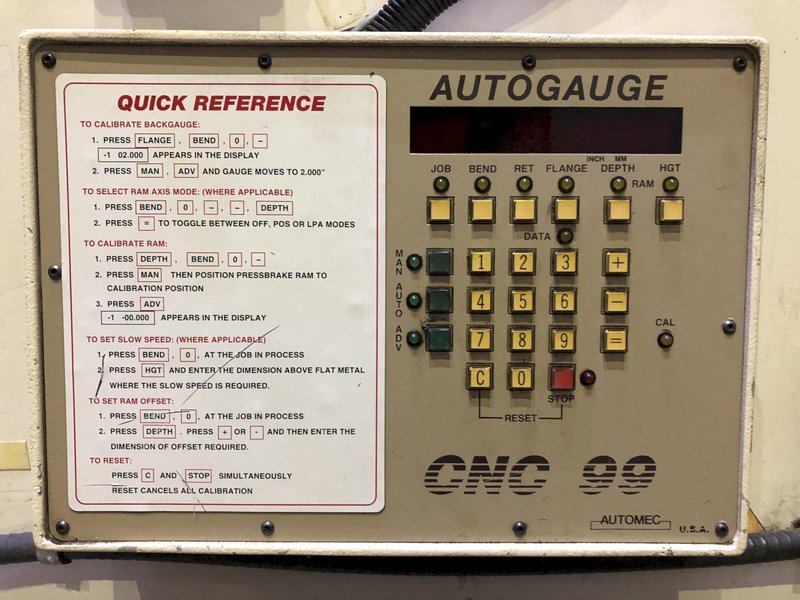 QUICK REFERENCE
TO CALIBRATE BACKGAUGE:
1. PRESS FLANGE , BEND , 0 , –
-1 02.000 APPEARS IN THE DISPLAY
2. PRESS MAN , ADV AND GAUGE MOVES TO 2.000"
TO SELECT RAM AXIS MODE: (WHERE APPLICABLE)
1. PRESS BEND , 0 , – , – , DEPTH
2. PRESS = TO TOGGLE BETWEEN OFF, POS OR LPA MODES
TO CALIBRATE RAM:
1. PRESS DEPTH , BEND , 0 , –
2. PRESS MAN THEN POSITION PRESSBRAKE RAM TO
CALIBRATION POSITION
3. PRESS ADV
-1 -00.000 APPEARS IN THE DISPLAY
TO SET SLOW SPEED: (WHERE APPLICABLE)
1. PRESS BEND , 0 , AT THE JOB IN PROCESS
2. PRESS HGT AND ENTER THE DIMENSION ABOVE FLAT METAL
WHERE THE SLOW SPEED IS REQUIRED.
TO SET RAM OFFSET:
1. PRESS BEND , 0 , AT THE JOB IN PROCESS
2. PRESS DEPTH , PRESS + OR - AND THEN ENTER THE
DIMENSION OF OFFSET REQUIRED.
TO RESET:
PRESS C AND STOP SIMULTANEOUSLY
RESET CANCELS ALL CALIBRATION
AUTOGAUGE
INCH MM
JOB BEND RET FLANGE DEPTH HGT
RAM
DATA
MAN 1 2 3 +
AUTO 4 5 6 –
CAL
ADV 7 8 9 =
C 0
STOP
RESET
CNC 99
AUTOMEC
U.S.A.